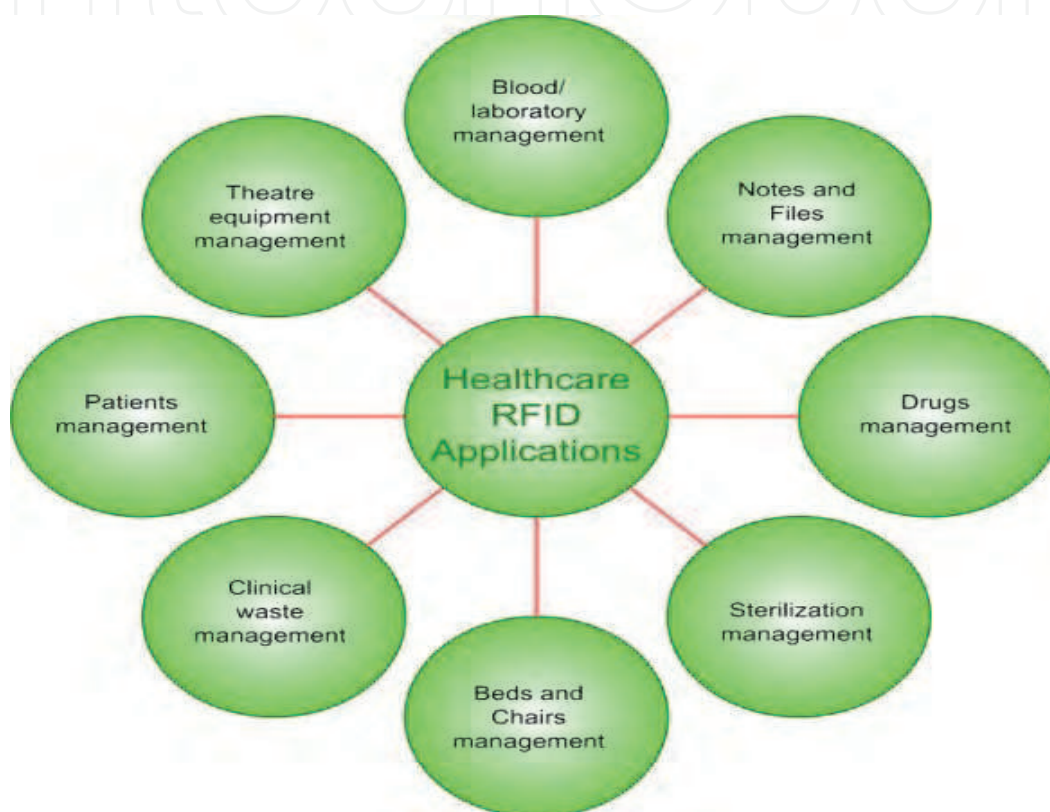 Blood/
laboratory
management
Theatre
equipment
management
Notes and
Files
management
Healthcare
RFID
Applications
Patients
management
Drugs
management
Clinical
waste
management
Sterilization
management
Beds and
Chairs
management